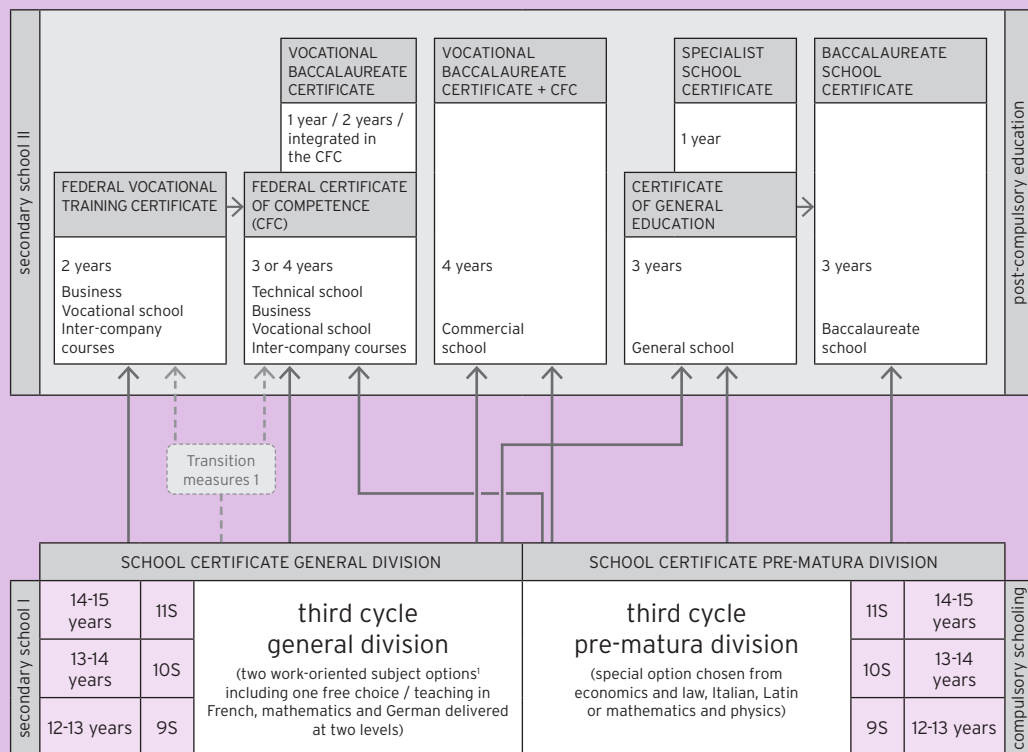 secondary school II
post-compulsory education
VOCATIONAL
BACCALAUREATE
CERTIFICATE
1 year / 2 years /
integrated in
the CFC
VOCATIONAL
BACCALAUREATE
CERTIFICATE + CFC
4 years
Commercial
school
SPECIALIST
SCHOOL
CERTIFICATE
1 year
BACCALAUREATE
SCHOOL
CERTIFICATE
3 years
Baccalaureate
school
FEDERAL VOCATIONAL
TRAINING CERTIFICATE
2 years
Business
Vocational school
Inter-company
courses
FEDERAL CERTIFICATE
OF COMPETENCE
(CFC)
3 or 4 years
Technical school
Business
Vocational school
Inter-company courses
CERTIFICATE
OF GENERAL
EDUCATION
3 years
General school
Transition
measures 1
SCHOOL CERTIFICATE GENERAL DIVISION
SCHOOL CERTIFICATE PRE-MATURA DIVISION
secondary school I
compulsory schooling
14-15
years
11S
13-14
years
10S
12-13 years
9S
third cycle
general division
(two work-oriented subject options¹
including one free choice / teaching in
French, mathematics and German delivered
at two levels)
third cycle
pre-matura division
(special option chosen from
economics and law, Italian, Latin
or mathematics and physics)
11S
14-15
years
10S
13-14
years
9S
12-13 years